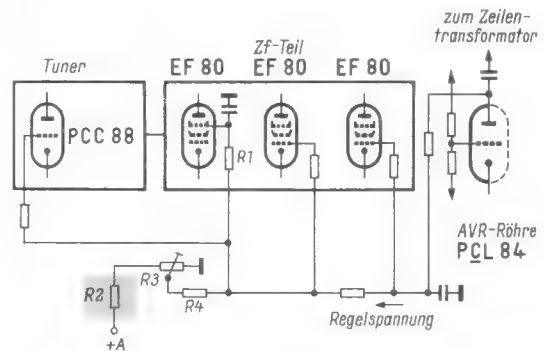 zum Zeilen-
transformator
Zf-Teil
Tuner
EF 80 EF 80 EF 80
PCC 88
R1
AVR-Röhre
PCL 84
R3
R2
R4
Regelspannung
+A